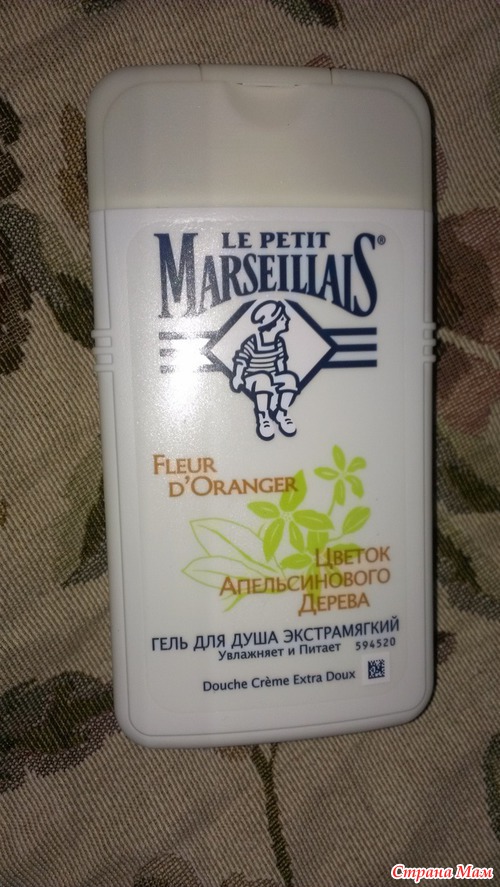 LE PETIT
MARSEILLAIS®
FLEUR
D'ORANGER
ЦВЕТОК
АПЕЛЬСИНОВОГО
ДЕРЕВА
ГЕЛЬ ДЛЯ ДУША ЭКСТРАМЯГКИЙ
Увлажняет и Питает 594520
Douche Crème Extra Doux
Страна Мам